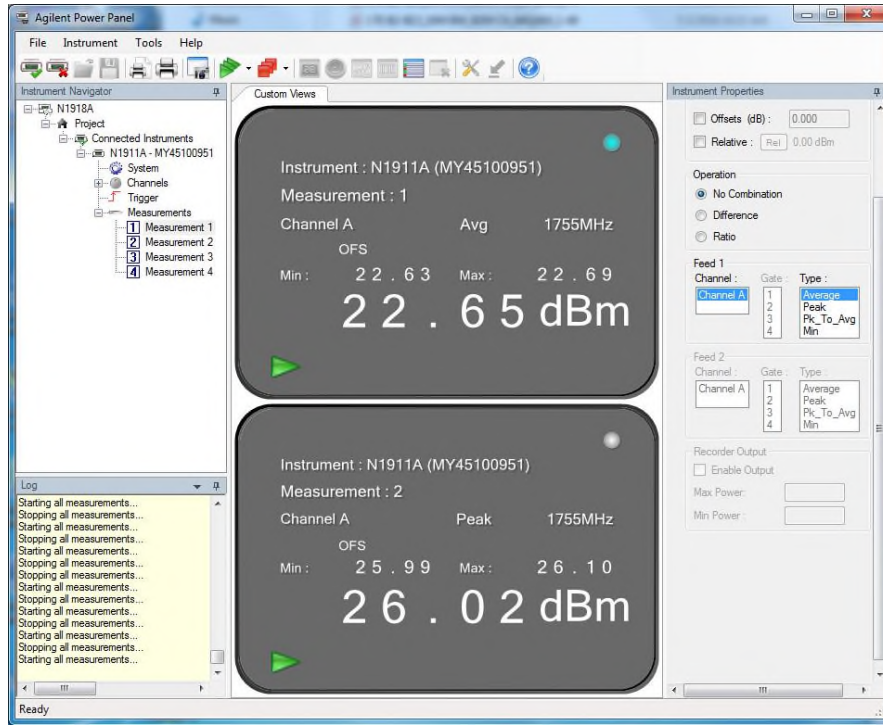 Agilent Power Panel
File Instrument Tools Help
Instrument Navigator
N1918A
Project
Connected Instruments
N1911A - MY45100951
System
Channels
Trigger
Measurements
1 Measurement 1
2 Measurement 2
3 Measurement 3
4 Measurement 4
Log
Starting all measurements...
Stopping all measurements...
Starting all measurements...
Stopping all measurements...
Starting all measurements...
Stopping all measurements...
Stopping all measurements...
Starting all measurements...
Stopping all measurements...
Starting all measurements...
Stopping all measurements...
Starting all measurements...
Stopping all measurements...
Starting all measurements...
Custom Views
Instrument : N1911A (MY45100951)
Measurement : 1
Channel A Avg 1755MHz
OFS
Min : 22.63 Max : 22.69
22.65 dBm
Instrument : N1911A (MY45100951)
Measurement : 2
Channel A Peak 1755MHz
OFS
Min : 25.99 Max : 26.10
26.02 dBm
Instrument Properties
Offsets (dB) : 0.000
Relative : Rel 0.00 dBm
Operation
No Combination
Difference
Ratio
Feed 1
Channel : Gate : Type :
Channel A 1 Average
2 Peak
3 Pk_To_Avg
4 Min
Feed 2
Channel : Gate : Type :
Channel A 1 Average
2 Peak
3 Pk_To_Avg
4 Min
Recorder Output
Enable Output
Max Power:
Min Power :
Ready